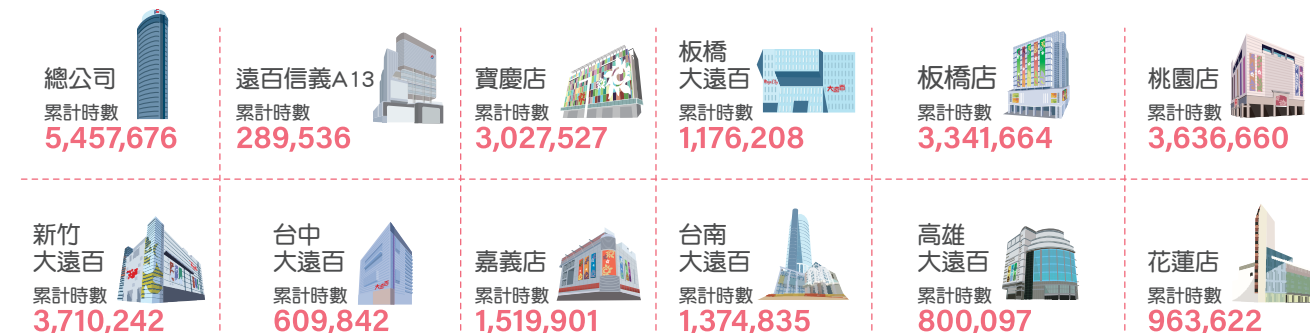 總公司
累計時數
5,457,676
遠百信義A13
累計時數
289,536
寶慶店
累計時數
3,027,527
板橋
大遠百
累計時數
1,176,208
板橋店
累計時數
3,341,664
桃園店
累計時數
3,636,660
新竹
大遠百
累計時數
3,710,242
台中
大遠百
累計時數
609,842
嘉義店
累計時數
1,519,901
台南
大遠百
累計時數
1,374,835
高雄
大遠百
累計時數
800,097
花蓮店
累計時數
963,622